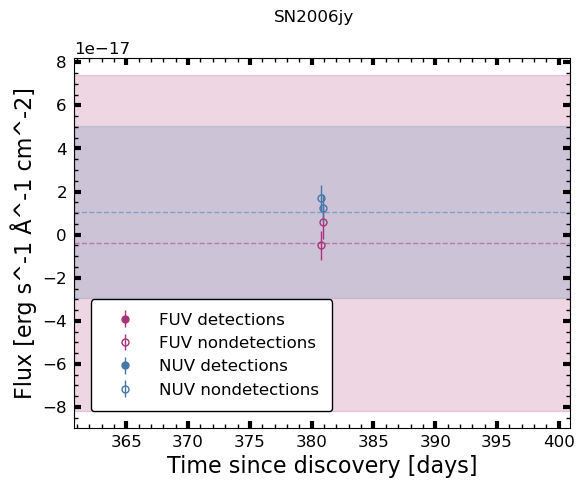 SN2006jy
1e−17
8
6
4
2
0
−2
−4
−6
−8
Flux [erg s^-1 Å^-1 cm^-2]
FUV detections
FUV nondetections
NUV detections
NUV nondetections
365 370 375 380 385 390 395 400
Time since discovery [days]